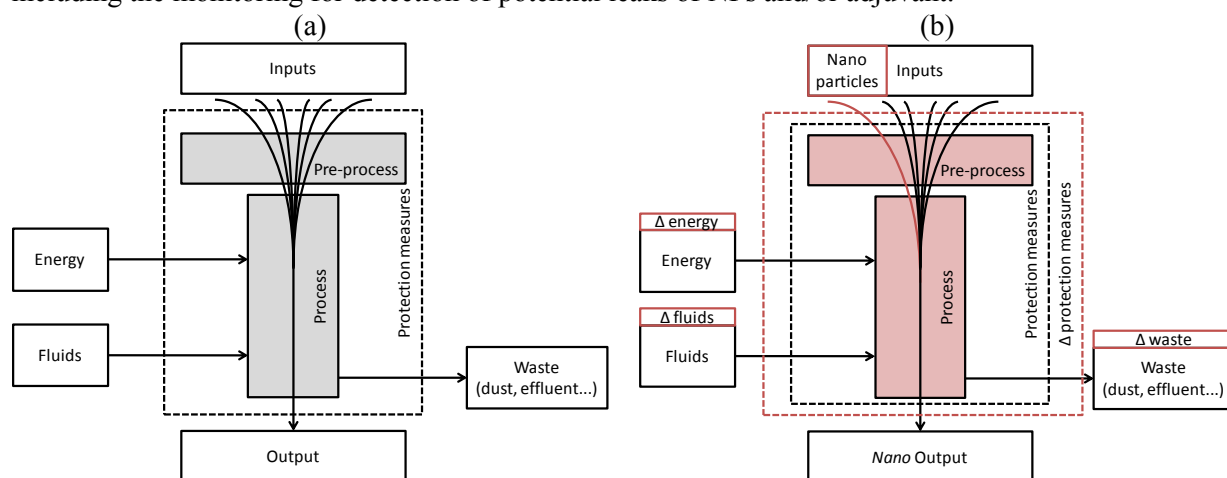 including the monitoring for detection of potential leaks of NPs and/or adjuvant.
(a)
Inputs
Pre-process
Protection measures
Energy
Process
Fluids
Waste
(dust, effluent...)
Output
(b)
Nano
particles
Inputs
Pre-process
Protection measures
Δ protection measures
Δ energy
Energy
Process
Δ fluids
Fluids
Δ waste
Waste
(dust, effluent...)
Nano Output